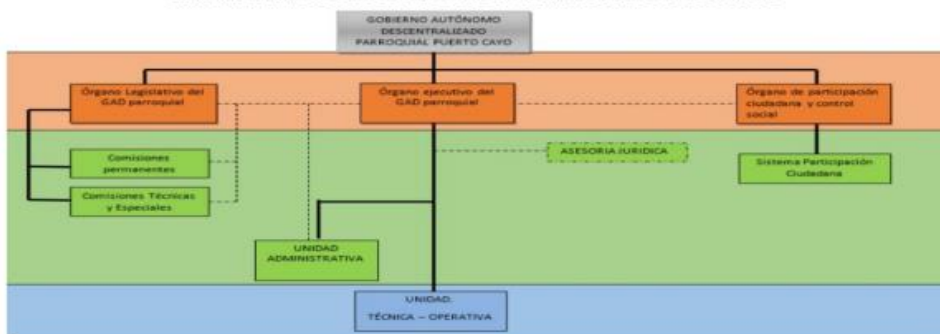 GOBIERNO AUTÓNOMO
DESCENTRALIZADO
PARROQUIAL PUERTO CAYO
Órgano Legislativo del
GAD parroquial
Órgano ejecutivo del
GAD parroquial
Órgano de participación
ciudadana y control
social
Comisiones
permanentes
ASESORIA JURIDICA
Sistema Participación
Ciudadana
Comisiones Técnicas
y Especiales
UNIDAD
ADMINISTRATIVA
UNIDAD.
TÉCNICA – OPERATIVA